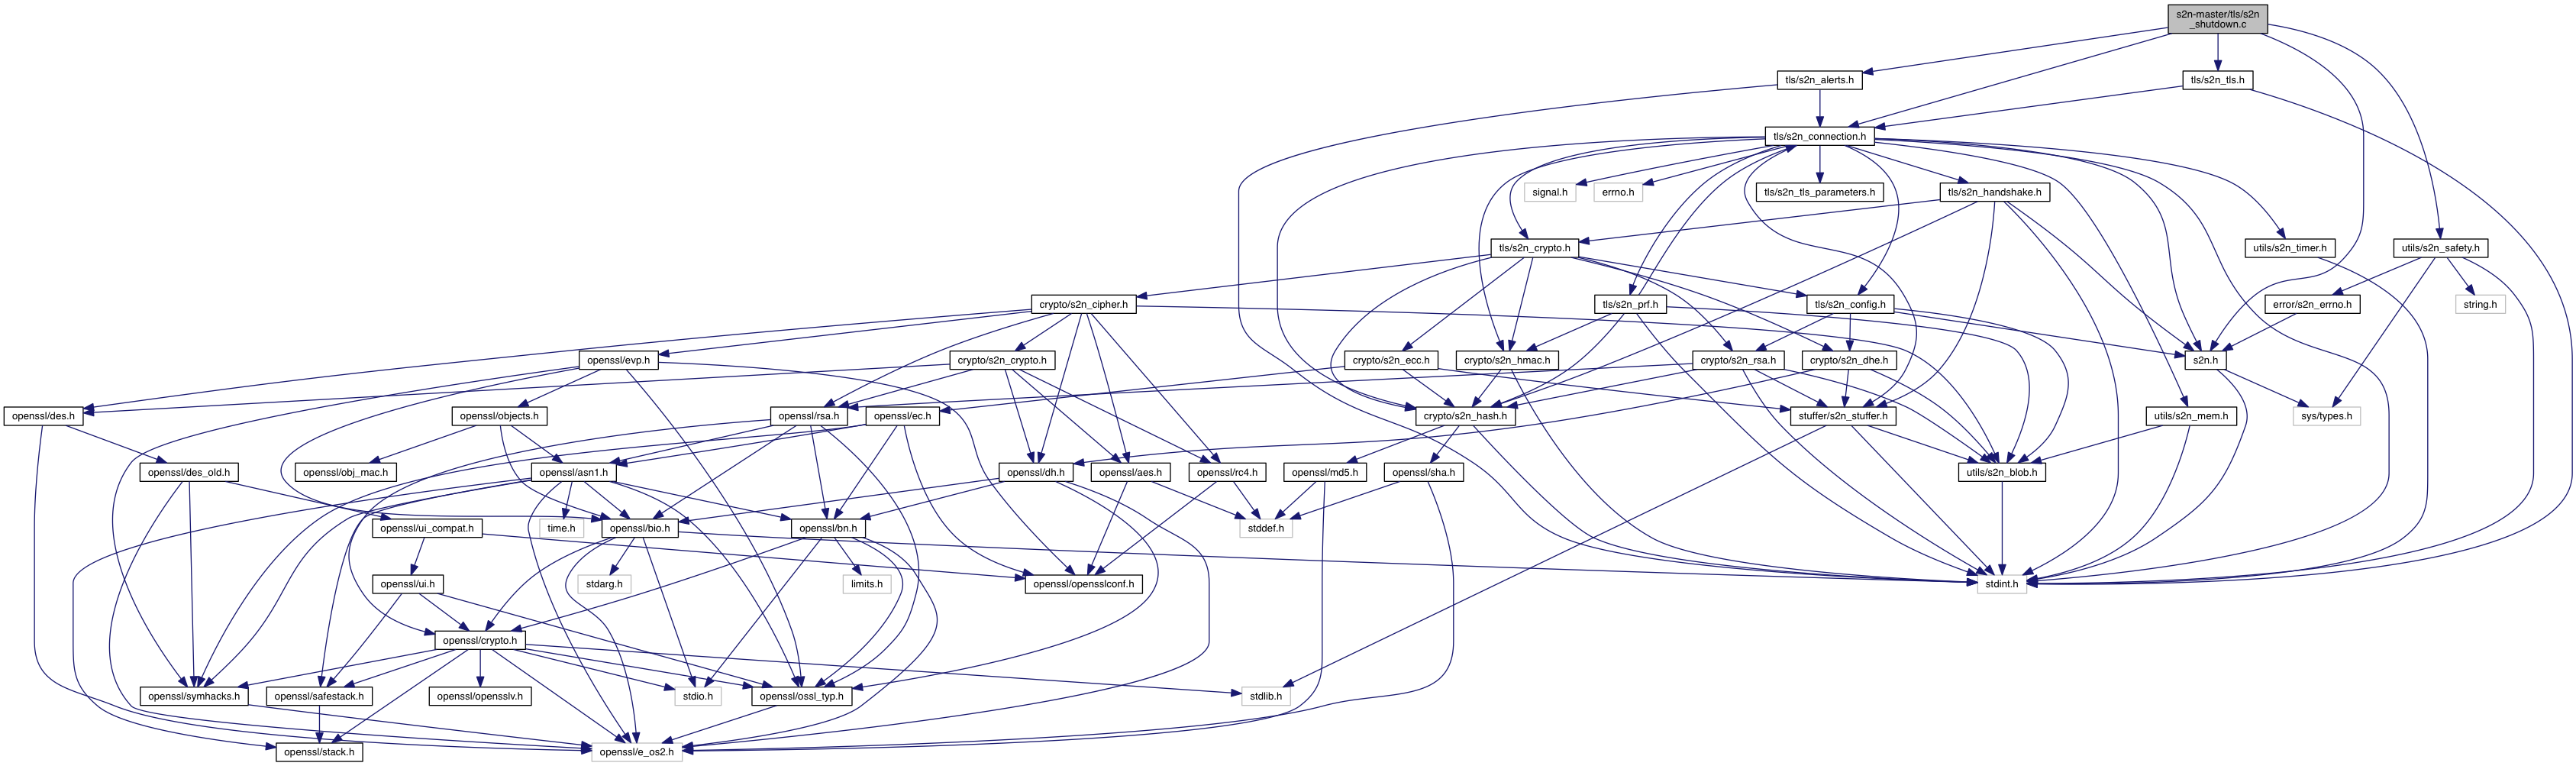 s2n-master/tls/s2n
_shutdown.c
tls/s2n_alerts.h
tls/s2n_tls.h
tls/s2n_connection.h
signal.h
errno.h
tls/s2n_tls_parameters.h
tls/s2n_handshake.h
tls/s2n_crypto.h
utils/s2n_timer.h
utils/s2n_safety.h
crypto/s2n_cipher.h
tls/s2n_prf.h
tls/s2n_config.h
error/s2n_errno.h
string.h
openssl/evp.h
crypto/s2n_crypto.h
crypto/s2n_ecc.h
crypto/s2n_hmac.h
crypto/s2n_rsa.h
crypto/s2n_dhe.h
s2n.h
openssl/des.h
openssl/objects.h
openssl/rsa.h
openssl/ec.h
crypto/s2n_hash.h
stuffer/s2n_stuffer.h
utils/s2n_mem.h
sys/types.h
openssl/des_old.h
openssl/obj_mac.h
openssl/asn1.h
openssl/dh.h
openssl/aes.h
openssl/rc4.h
openssl/md5.h
openssl/sha.h
utils/s2n_blob.h
openssl/ui_compat.h
time.h
openssl/bio.h
openssl/bn.h
stddef.h
openssl/ui.h
stdarg.h
limits.h
openssl/opensslconf.h
stdint.h
openssl/crypto.h
openssl/symhacks.h
openssl/safestack.h
openssl/opensslv.h
stdio.h
openssl/ossl_typ.h
stdlib.h
openssl/stack.h
openssl/e_os2.h